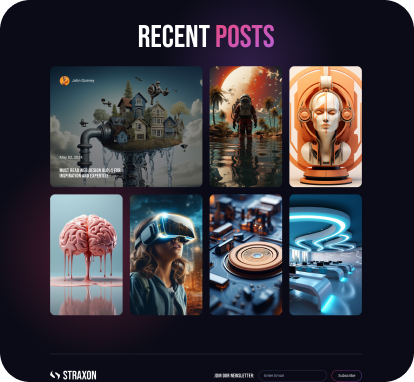 RECENT POSTS
John Quincey
May 02, 2024
MUST READ WEB DESIGN BLOGS FOR
INSPIRATION AND EXPERTISE
STRAXON
JOIN OUR NEWSLETTER:
Enter Email
Subscribe